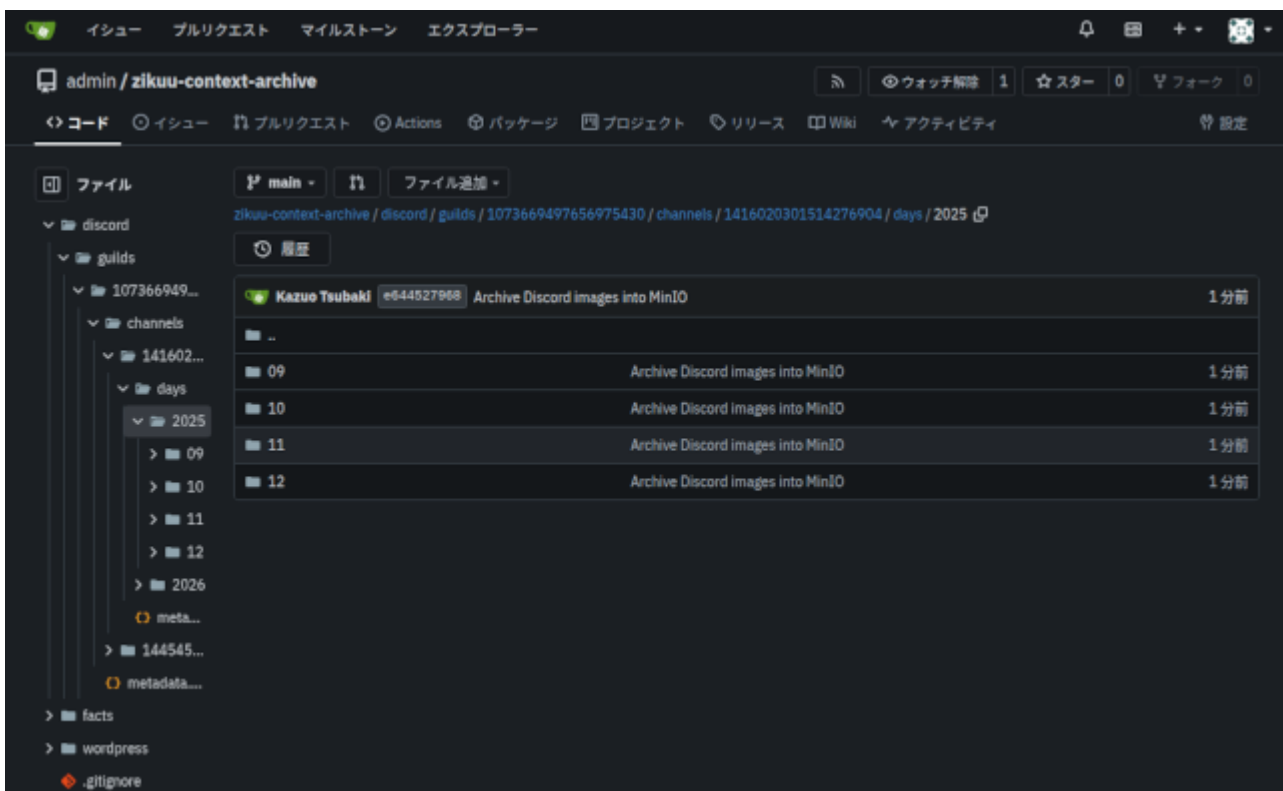 イシュー プルリクエスト マイルストーン エクスプローラー
admin / zikuu-context-archive
ウォッチ解除 1 スター 0 フォーク 0
コード イシュー プルリクエスト Actions パッケージ プロジェクト リリース Wiki アクティビティ 設定
ファイル
main ファイル追加
zikuu-context-archive / discord / guilds / 1073669497656975430 / channels / 1416020301514276904 / days / 2025
履歴
Kazuo Tsubaki e644527968 Archive Discord images into MinIO 1分前
..
09 Archive Discord images into MinIO 1分前
10 Archive Discord images into MinIO 1分前
11 Archive Discord images into MinIO 1分前
12 Archive Discord images into MinIO 1分前
discord
guilds
107366949...
channels
141602...
days
2025
09
10
11
12
2026
meta...
144545...
metadata....
facts
wordpress
.gitignore